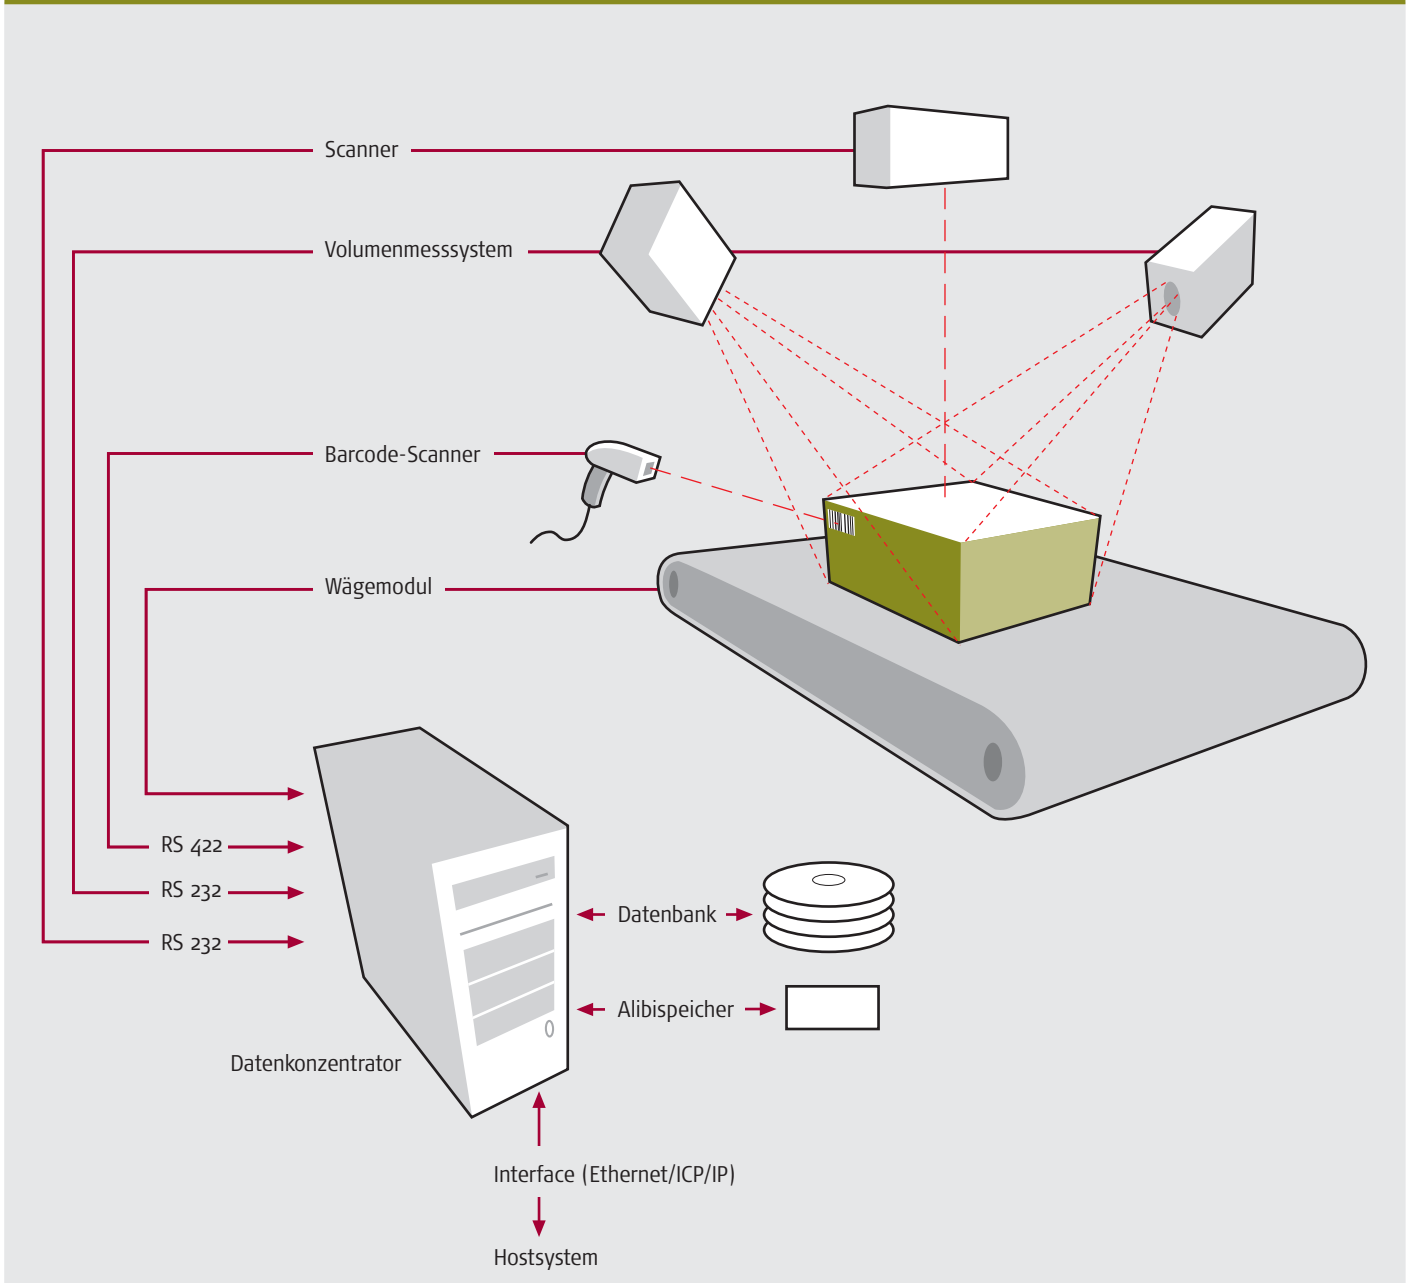 Scanner
Volumenmesssystem
Barcode-Scanner
Wägemodul
RS 422
RS 232
RS 232
Datenbank
Alibispeicher
Datenkonzentrator
Interface (Ethernet/ICP/IP)
Hostsystem